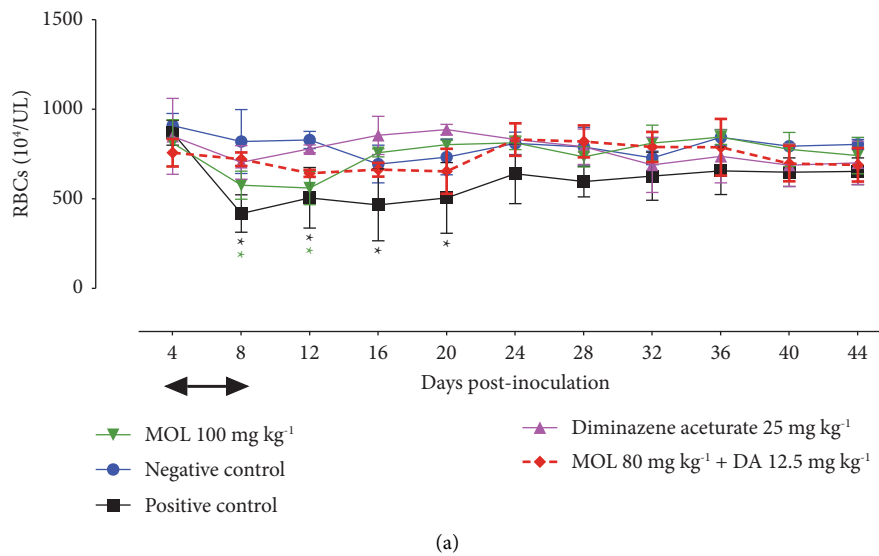 1500
1000
500
0
RBCs (10⁴/UL)
* * * *
* *
4 8 12 16 20 24 28 32 36 40 44
Days post-inoculation
MOL 100 mg kg⁻¹
Negative control
Positive control
Diminazene aceturate 25 mg kg⁻¹
MOL 80 mg kg⁻¹ + DA 12.5 mg kg⁻¹
(a)